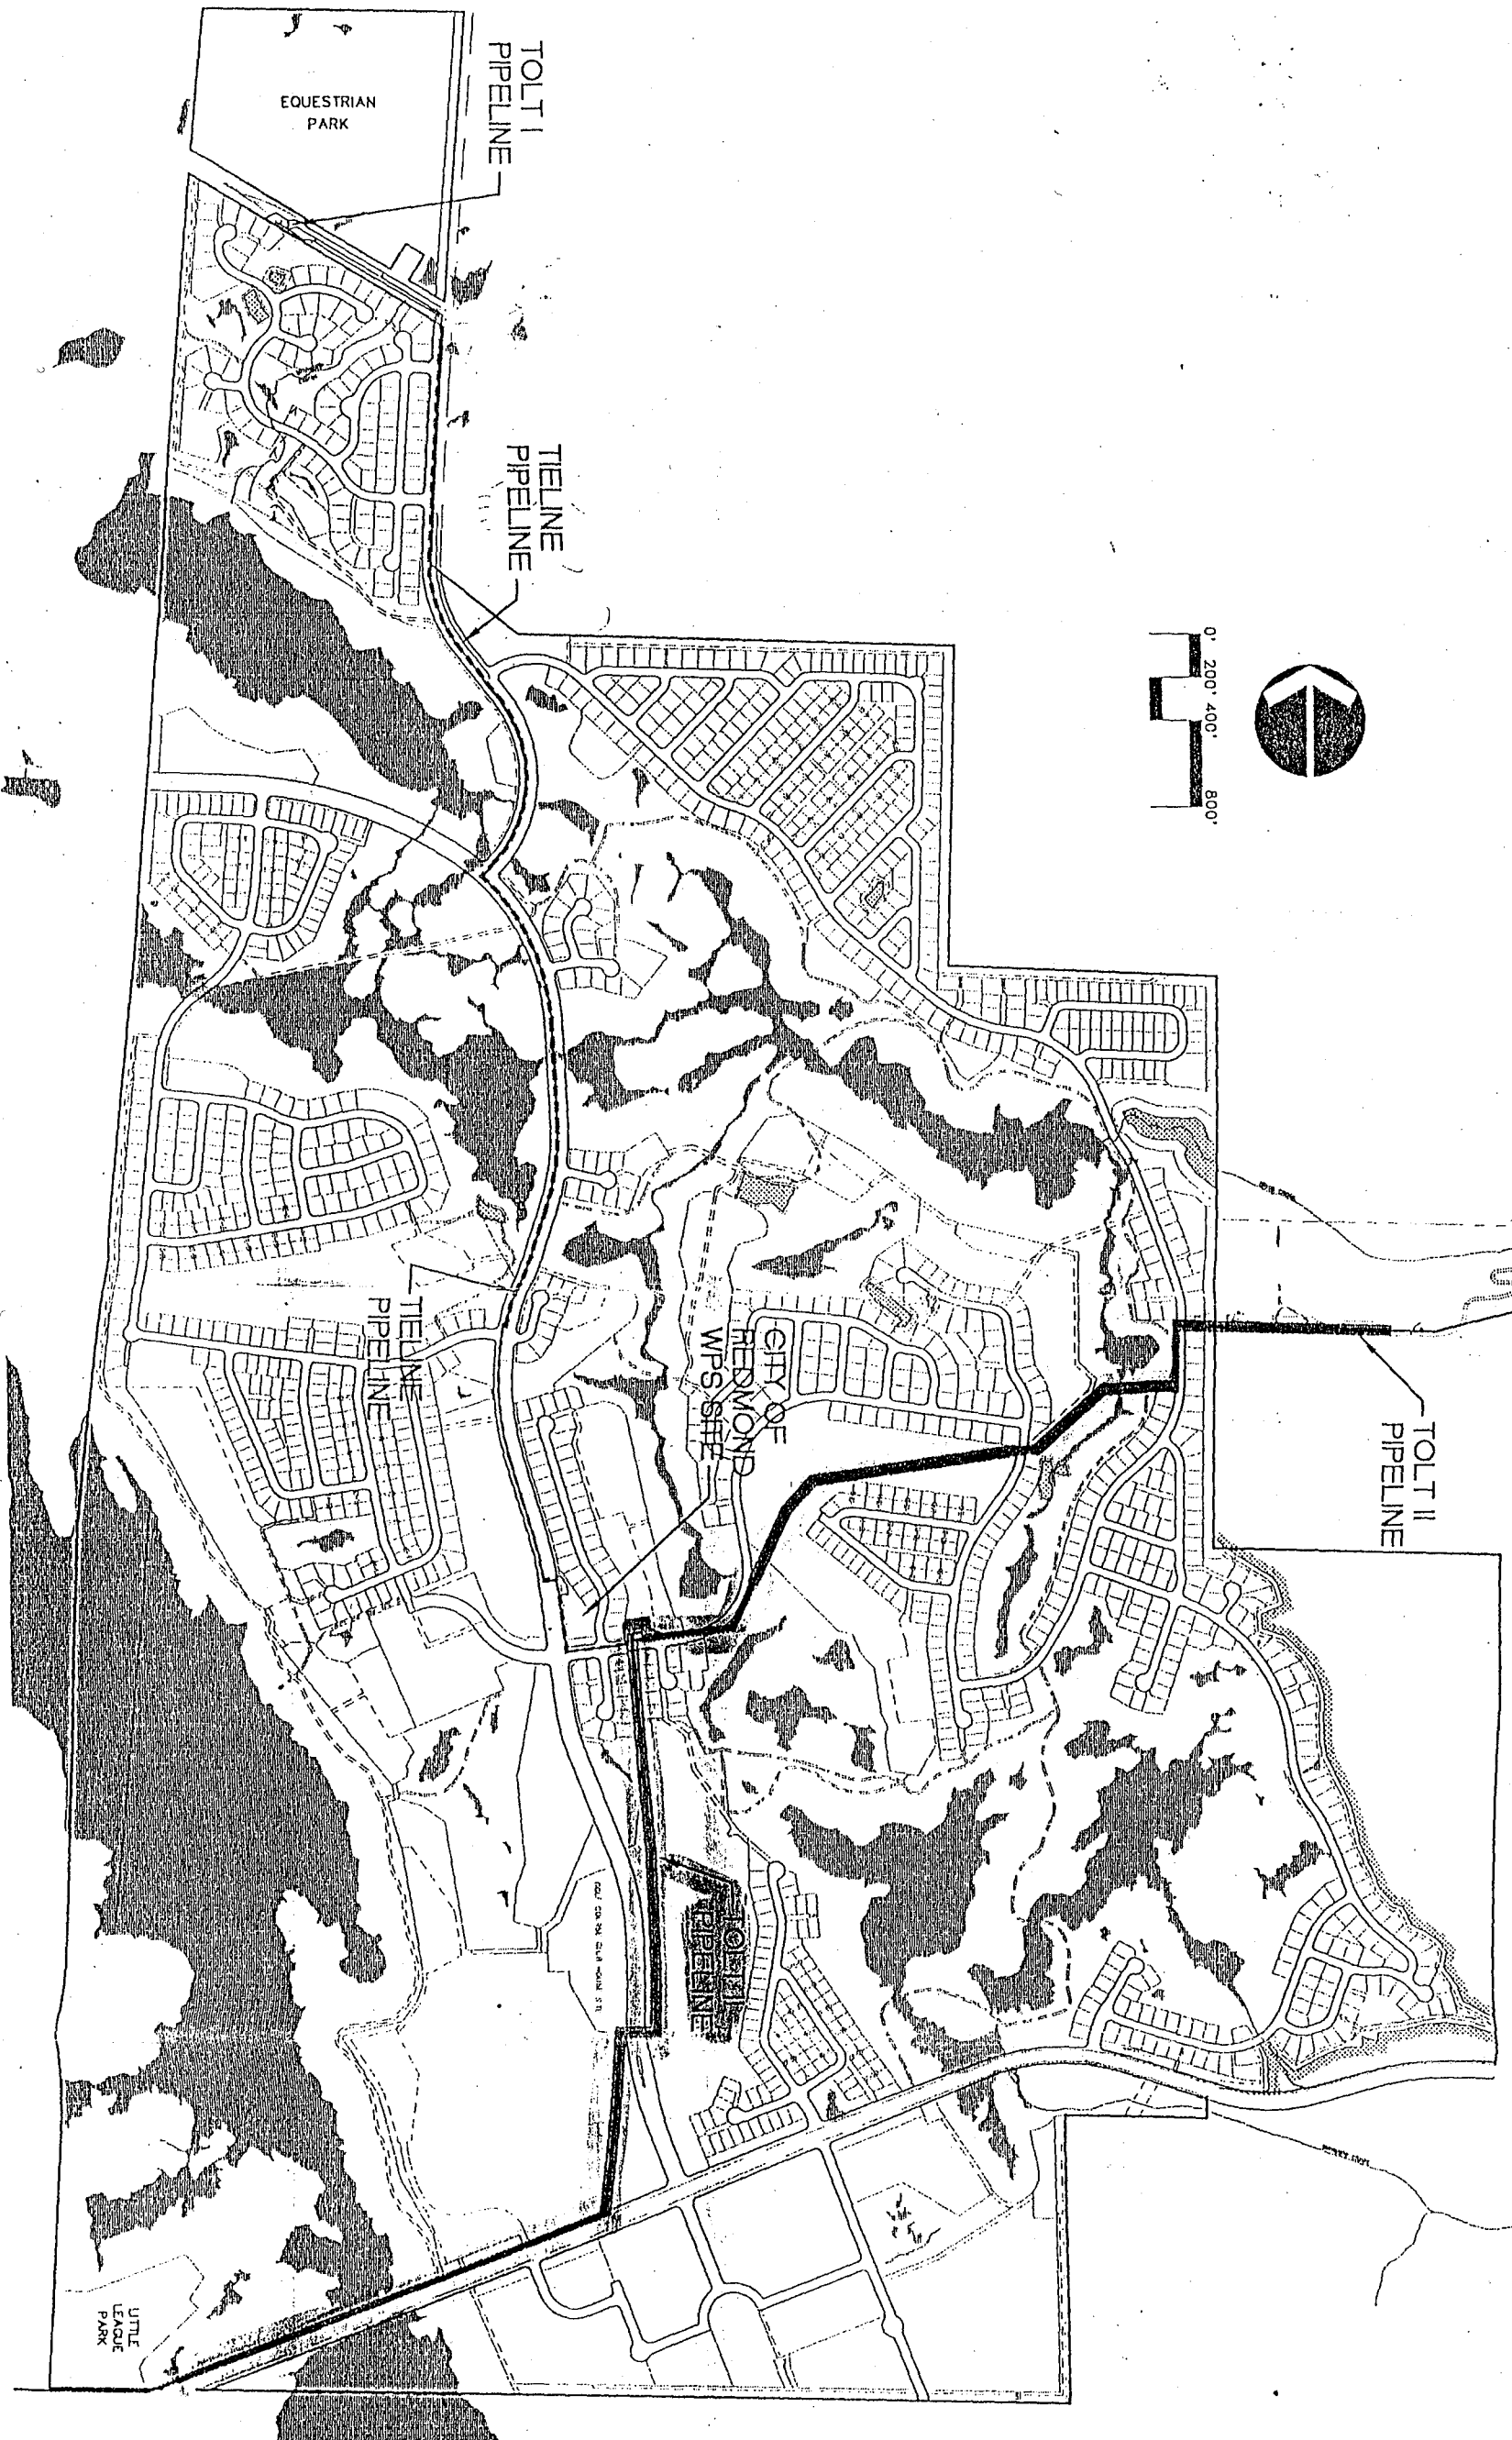 EQUESTRIAN
PARK
TOLT I
PIPELINE
TIELINE
PIPELINE
0' 200' 400' 800'
TOLT II
PIPELINE
CITY OF
REDMOND
WPS SITE
TIELINE
PIPELINE
TOLT II
PIPELINE
LITTLE
LEAGUE
PARK